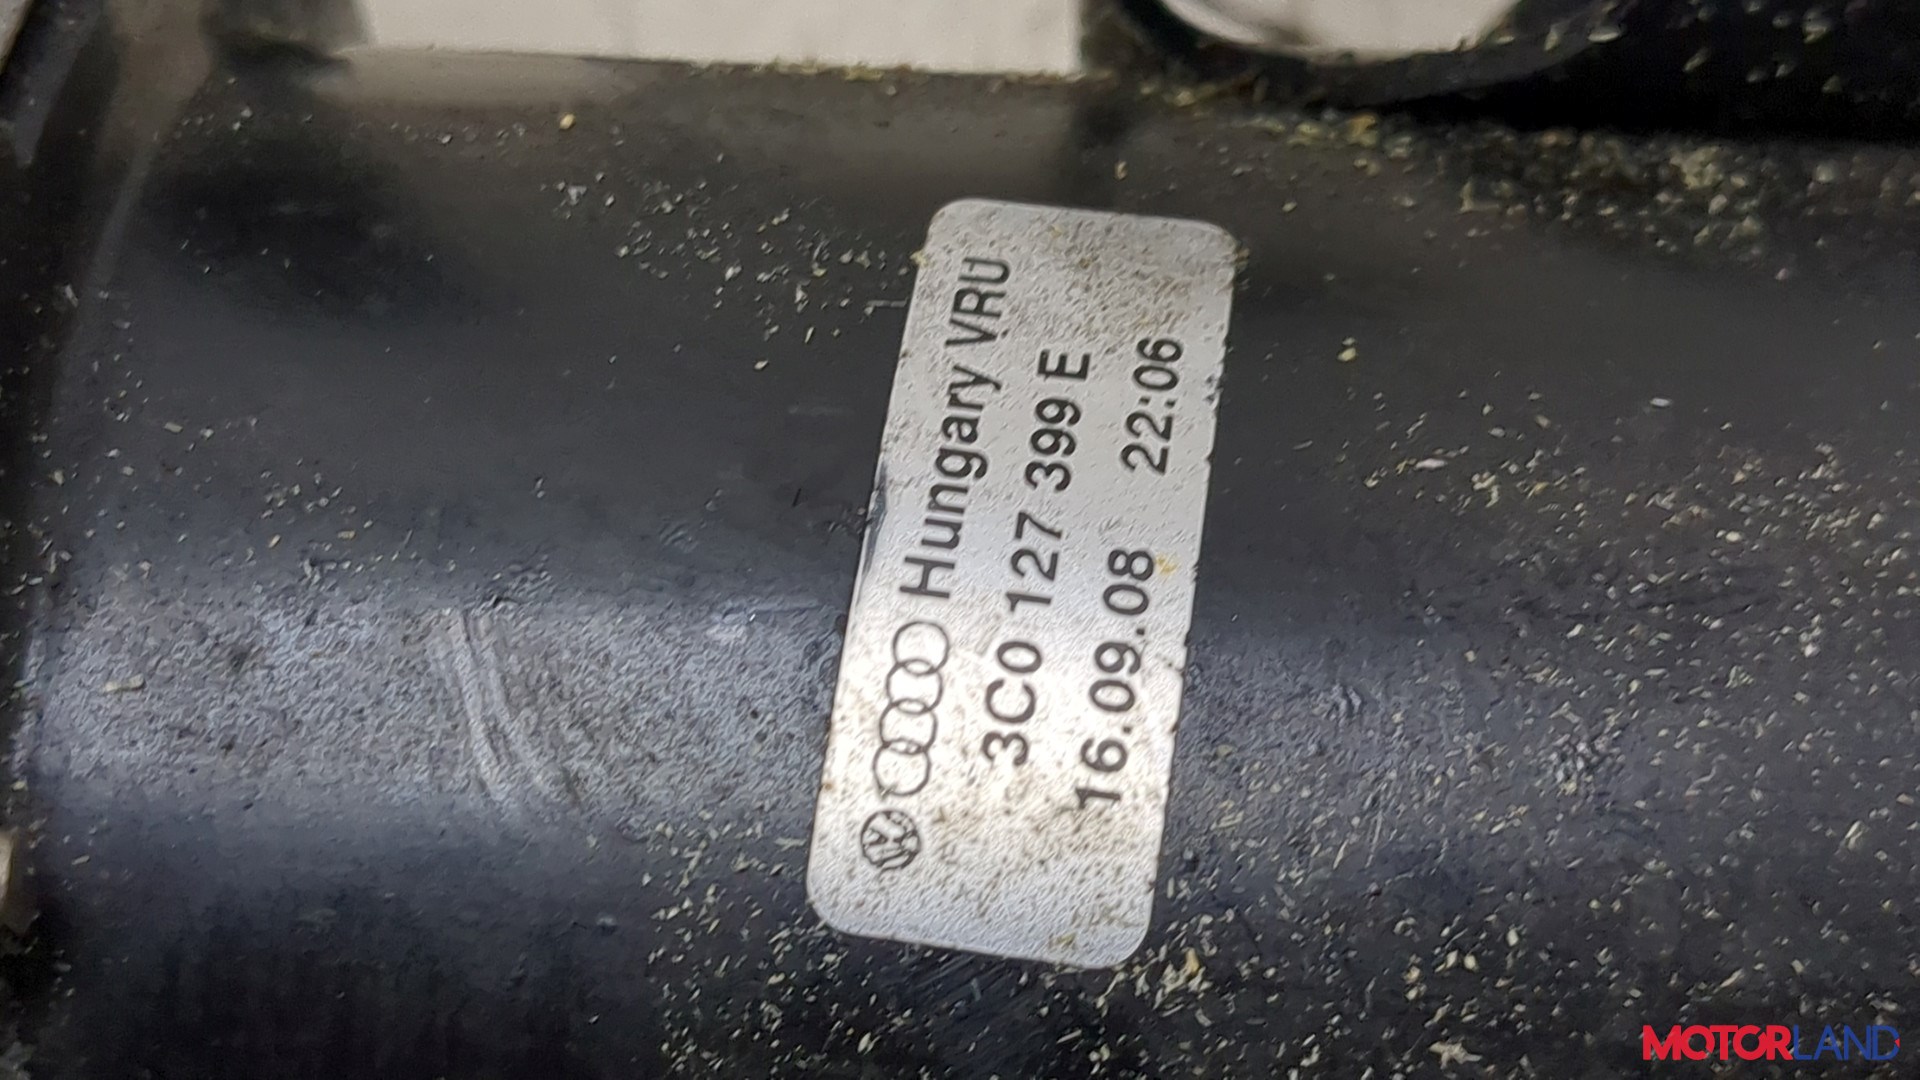 Hungary VRU
3C0 127 399 E
16.09.08 22:06
MOTORLAND